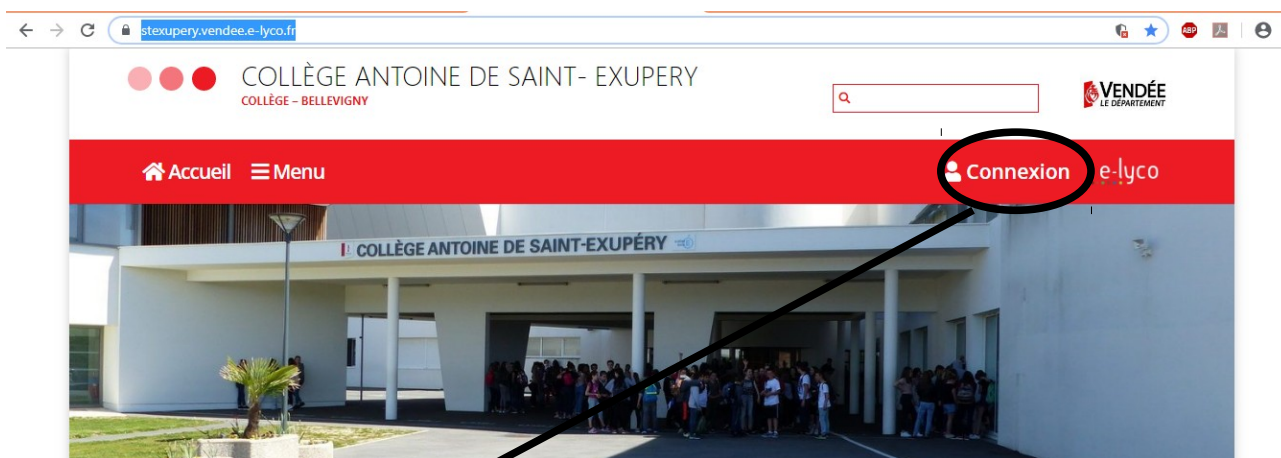 stexupery.vendee.e-lyco.fr
ABP
COLLÈGE ANTOINE DE SAINT- EXUPERY
COLLÈGE – BELLEVIGNY
VENDÉE
LE DÉPARTEMENT
Accueil
Menu
Connexion
e-lyco
COLLÈGE ANTOINE DE SAINT-EXUPÉRY